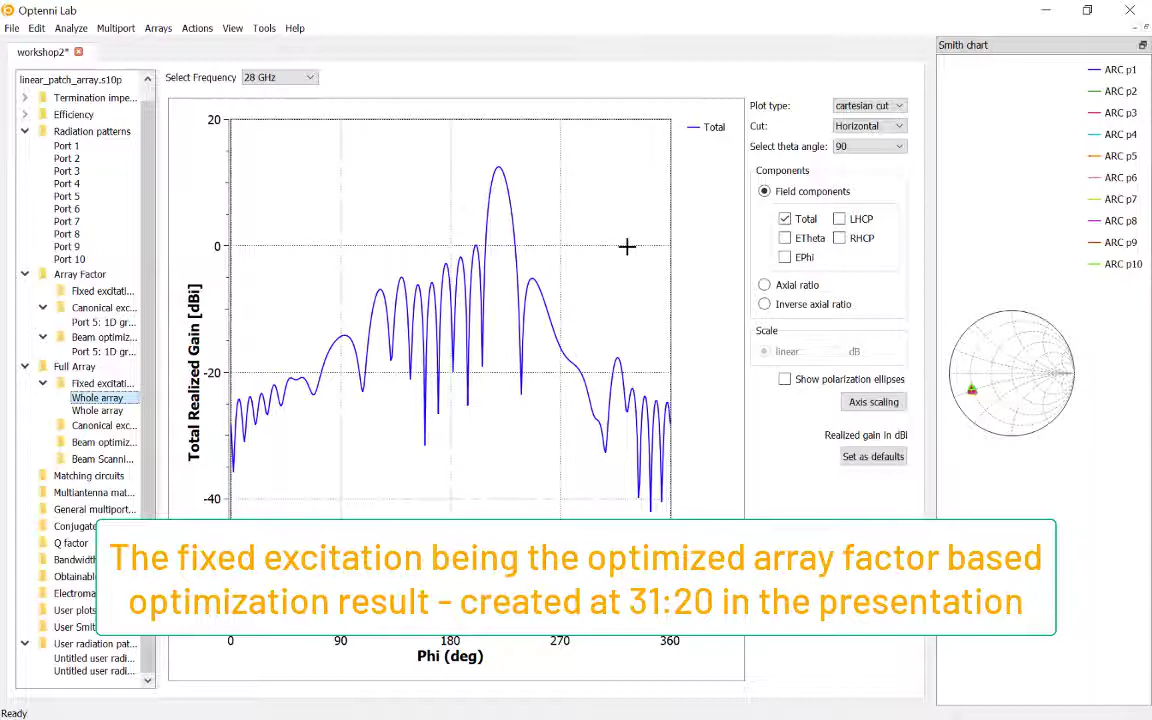 Optenni Lab
File Edit Analyze Multiport Arrays Actions View Tools Help
workshop2*
linear_patch_array.s10p
Termination impe...
Efficiency
Radiation patterns
Port 1
Port 2
Port 3
Port 4
Port 5
Port 6
Port 7
Port 8
Port 9
Port 10
Array Factor
Fixed excitati...
Canonical exc...
Port 5: 1D gr...
Beam optimiz...
Port 5: 1D gr...
Full Array
Fixed excitati...
Whole array
Whole array
Canonical exc...
Beam optimiz...
Beam Scanni...
Matching circuits
Multiantenna mat...
General multiport...
Conjugate
Q factor
Bandwidt
Obtainabl
Electroma
User plots
User Smit
User radiation pat...
Untitled user radi...
Untitled user radi...
Select Frequency 28 GHz
20
0
-20
-40
Total Realized Gain [dBi]
0 90 180 270 360
Phi (deg)
Total
Plot type: cartesian cut
Cut: Horizontal
Select theta angle: 90
Components
Field components
Total LHCP
ETheta RHCP
EPhi
Axial ratio
Inverse axial ratio
Scale
linear dB
Show polarization ellipses
Axis scaling
Realized gain in dBi
Set as defaults
Smith chart
ARC p1
ARC p2
ARC p3
ARC p4
ARC p5
ARC p6
ARC p7
ARC p8
ARC p9
ARC p10
The fixed excitation being the optimized array factor based
optimization result - created at 31:20 in the presentation
Ready